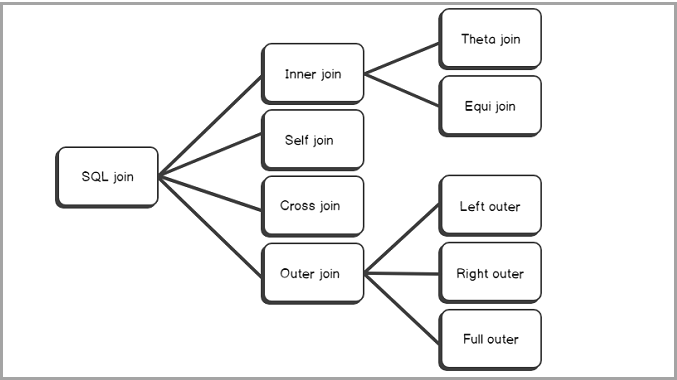 SQL join
Inner join
Self join
Cross join
Outer join
Theta join
Equi join
Left outer
Right outer
Full outer